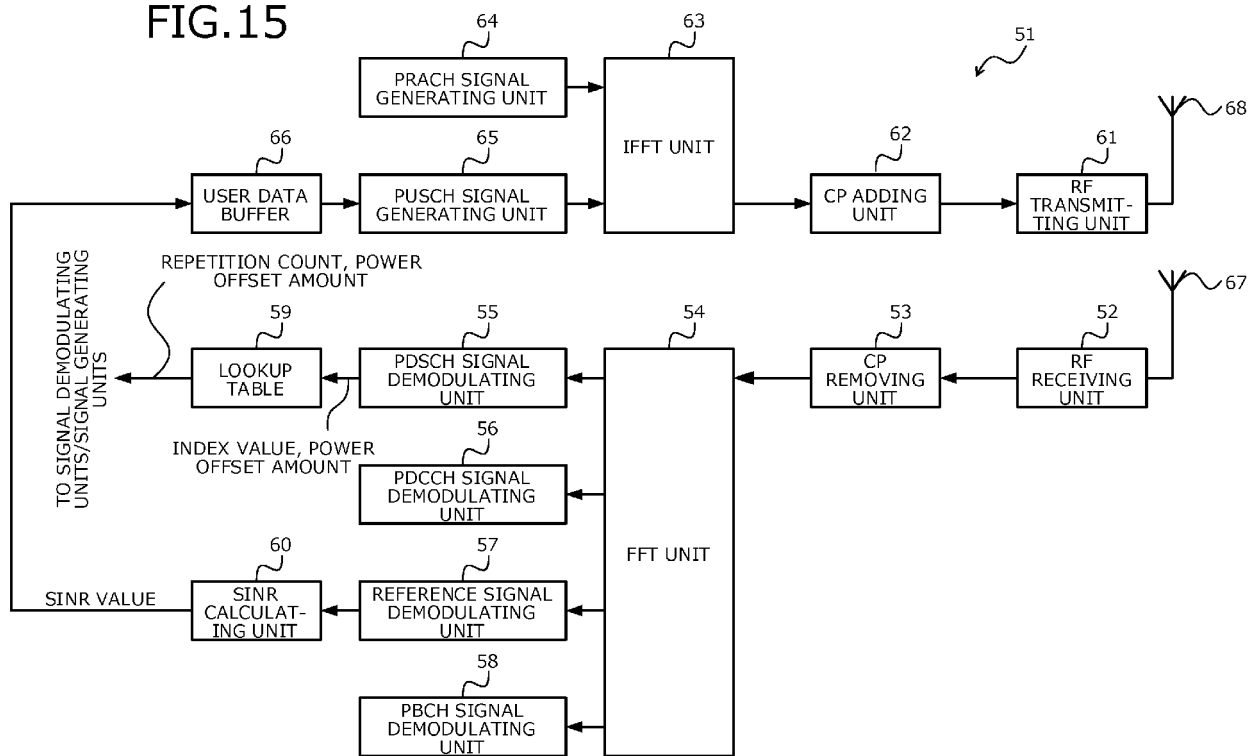 FIG.15
64
PRACH SIGNAL
GENERATING UNIT
63
IFFT UNIT
51
68
66
USER DATA
BUFFER
65
PUSCH SIGNAL
GENERATING UNIT
62
CP ADDING
UNIT
61
RF
TRANSMIT-
TING UNIT
REPETITION COUNT, POWER
OFFSET AMOUNT
67
TO SIGNAL DEMODULATING
UNITS/SIGNAL GENERATING
UNITS
59
LOOKUP
TABLE
55
PDSCH SIGNAL
DEMODULATING
UNIT
54
FFT UNIT
53
CP
REMOVING
UNIT
52
RF
RECEIVING
UNIT
INDEX VALUE, POWER
OFFSET AMOUNT
56
PDCCH SIGNAL
DEMODULATING
UNIT
SINR VALUE
60
SINR
CALCULAT-
ING UNIT
57
REFERENCE SIGNAL
DEMODULATING
UNIT
58
PBCH SIGNAL
DEMODULATING
UNIT